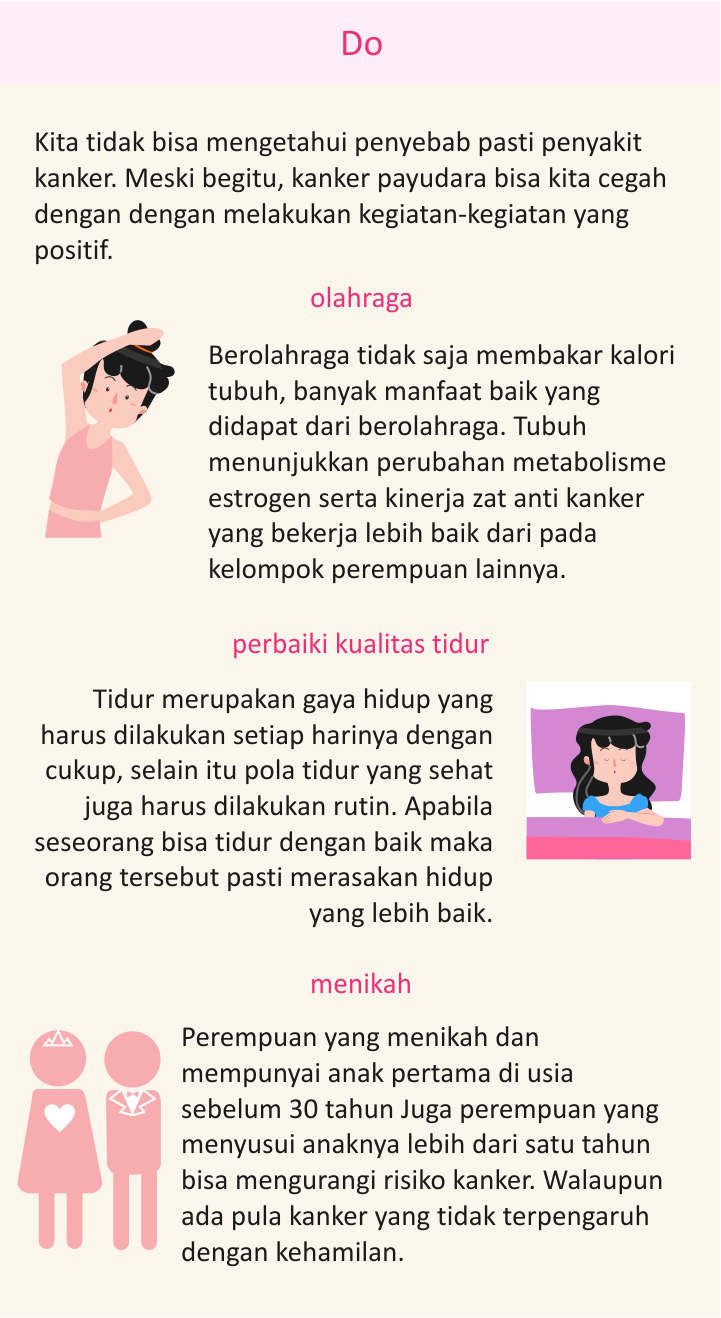 Do
Kita tidak bisa mengetahui penyebab pasti penyakit
kanker. Meski begitu, kanker payudara bisa kita cegah
dengan dengan melakukan kegiatan-kegiatan yang
positif.
olahraga
Berolahraga tidak saja membakar kalori
tubuh, banyak manfaat baik yang
didapat dari berolahraga. Tubuh
menunjukkan perubahan metabolisme
estrogen serta kinerja zat anti kanker
yang bekerja lebih baik dari pada
kelompok perempuan lainnya.
perbaiki kualitas tidur
Tidur merupakan gaya hidup yang
harus dilakukan setiap harinya dengan
cukup, selain itu pola tidur yang sehat
juga harus dilakukan rutin. Apabila
seseorang bisa tidur dengan baik maka
orang tersebut pasti merasakan hidup
yang lebih baik.
menikah
Perempuan yang menikah dan
mempunyai anak pertama di usia
sebelum 30 tahun Juga perempuan yang
menyusui anaknya lebih dari satu tahun
bisa mengurangi risiko kanker. Walaupun
ada pula kanker yang tidak terpengaruh
dengan kehamilan.